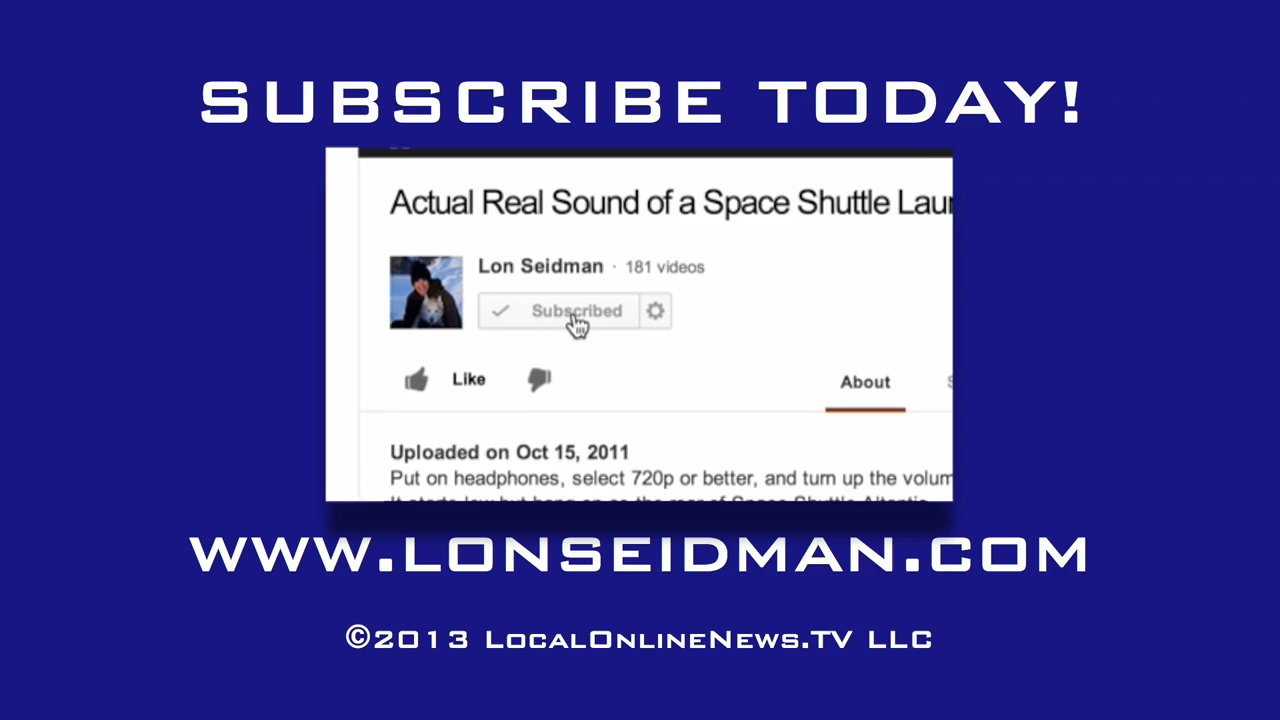 SUBSCRIBE TODAY!
Actual Real Sound of a Space Shuttle
Lon Seidman · 181 videos
Subscribed
Like
About
Uploaded on Oct 15, 2011
Put on headphones, select 720p or better, and turn up the
WWW.LONSEIDMAN.COM
©2013 LOCALONLINENEWS.TV LLC